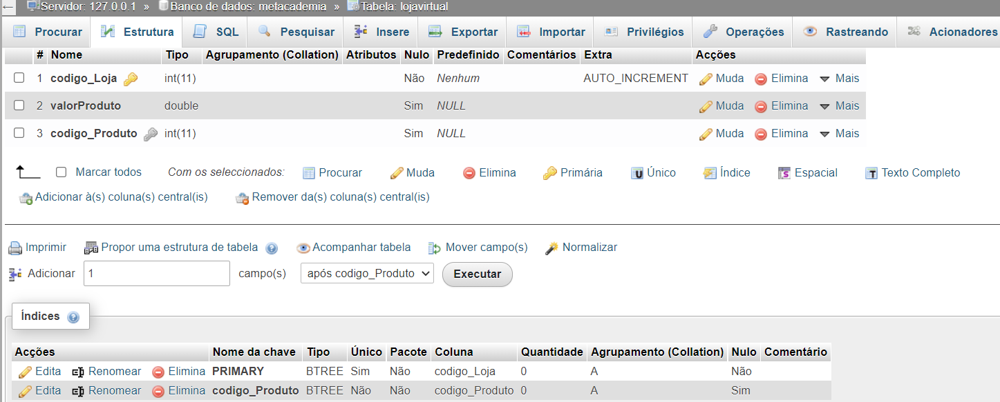 Servidor: 127.0.0.1 » Banco de dados: metacademia » Tabela: lojavirtual
Procurar Estrutura SQL Pesquisar Insere Exportar Importar Privilégios Operações Rastreando Acionadores
# Nome Tipo Agrupamento (Collation) Atributos Nulo Predefinido Comentários Extra Acções
1 codigo_Loja int(11) Não Nenhum AUTO_INCREMENT Muda Elimina Mais
2 valorProduto double Sim NULL Muda Elimina Mais
3 codigo_Produto int(11) Sim NULL Muda Elimina Mais
Marcar todos Com os seleccionados: Procurar Muda Elimina Primária Único Índice Espacial Texto Completo
Adicionar à(s) coluna(s) central(is) Remover da(s) coluna(s) central(is)
Imprimir Propor uma estrutura de tabela Acompanhar tabela Mover campo(s) Normalizar
Adicionar 1 campo(s) após codigo_Produto Executar
Índices
Acções Nome da chave Tipo Único Pacote Coluna Quantidade Agrupamento (Collation) Nulo Comentário
Edita Renomear Elimina PRIMARY BTREE Sim Não codigo_Loja 0 A Não
Edita Renomear Elimina codigo_Produto BTREE Não Não codigo_Produto 0 A Sim